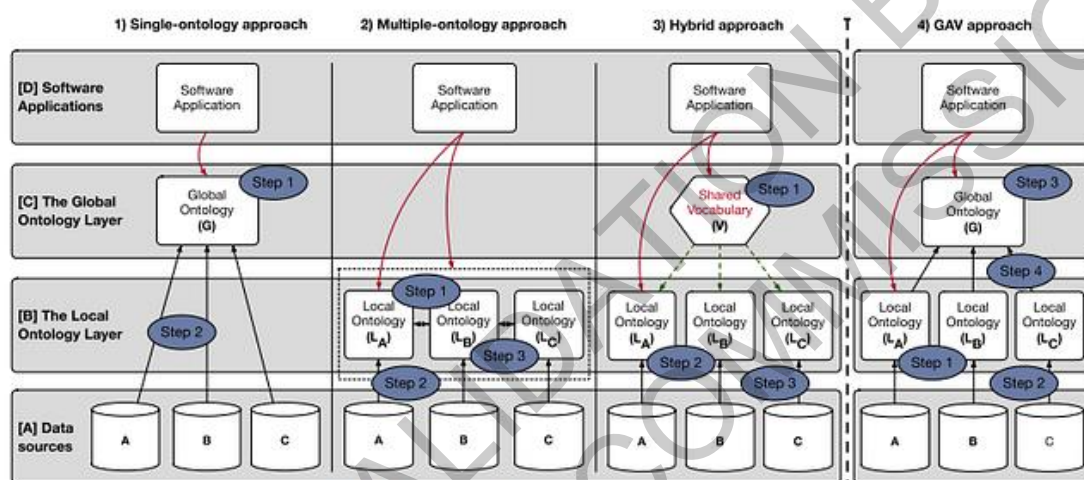 1) Single-ontology approach
2) Multiple-ontology approach
3) Hybrid approach
4) GAV approach
[D] Software
Applications
Software
Application
Software
Application
Software
Application
Software
Application
[C] The Global
Ontology Layer
Step 1
Global
Ontology
(G)
Shared
Vocabulary
(V)
Step 1
Global
Ontology
(G)
Step 3
[B] The Local
Ontology Layer
Step 2
Step 1
Local
Ontology
(LA)
Local
Ontology
(LB)
Local
Ontology
(LC)
Step 3
Step 2
Local
Ontology
(LA)
Local
Ontology
(LB)
Local
Ontology
(LC)
Step 2
Step 3
Step 4
Local
Ontology
(LA)
Local
Ontology
(LB)
Local
Ontology
(LC)
Step 1
Step 2
[A] Data
sources
A
B
C
A
B
C
A
B
C
A
B
C